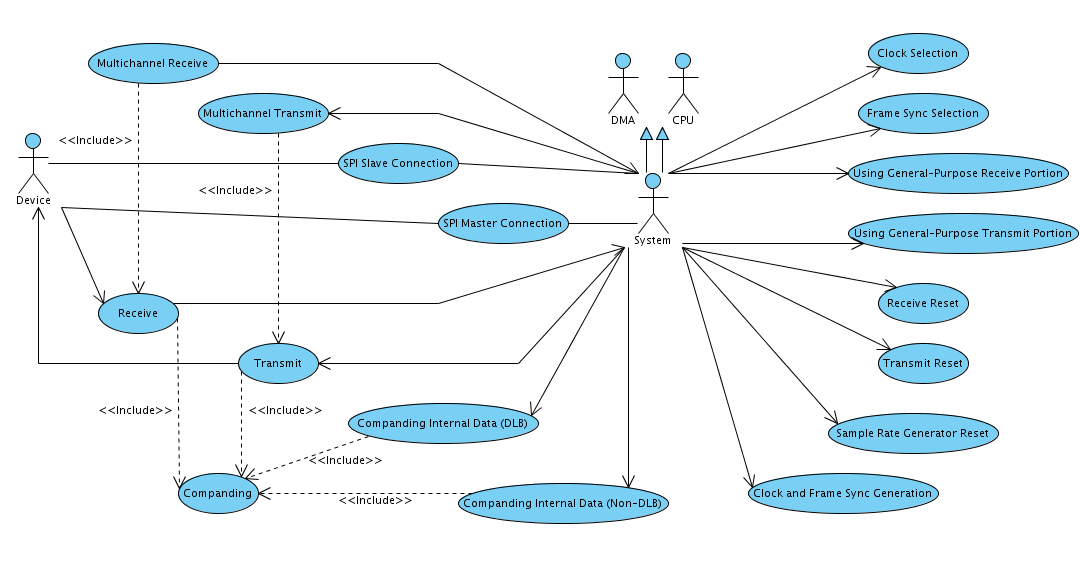 Multichannel Receive
Clock Selection
Multichannel Transmit
DMA
CPU
Frame Sync Selection
<<Include>>
SPI Slave Connection
Using General-Purpose Receive Portion
<<Include>>
Device
SPI Master Connection
System
Using General-Purpose Transmit Portion
Receive
Receive Reset
Transmit
Transmit Reset
<<Include>>
<<Include>>
Companding Internal Data (DLB)
Sample Rate Generator Reset
<<Include>>
Companding
<<Include>>
Companding Internal Data (Non-DLB)
Clock and Frame Sync Generation